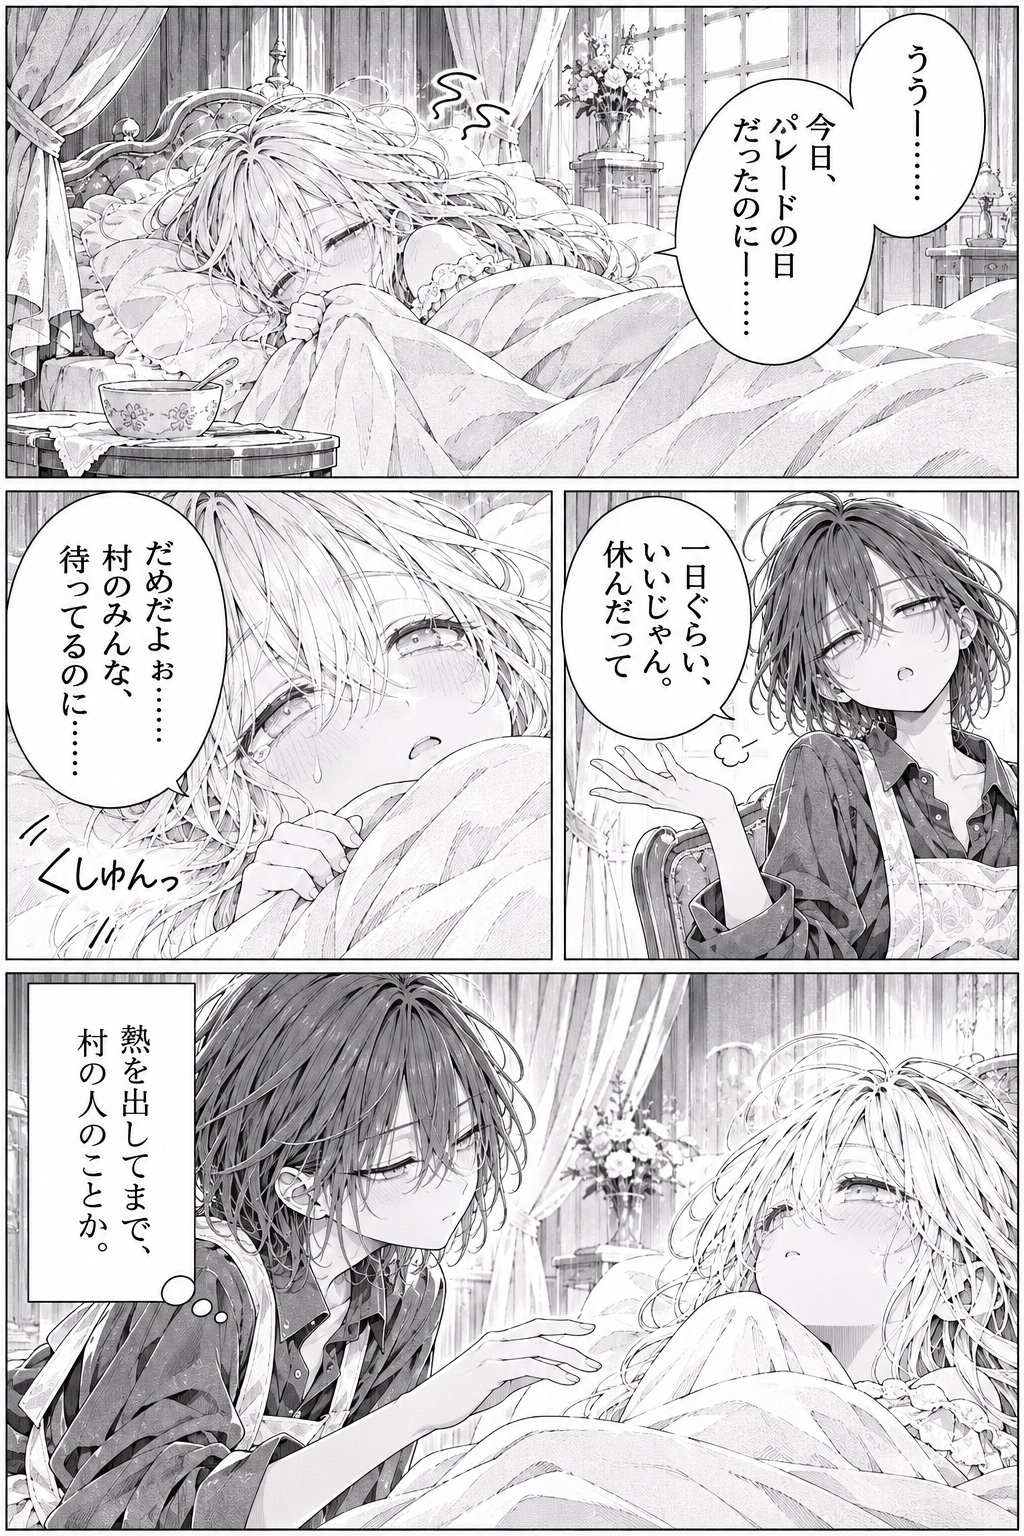 ううー………
今日、
パレードの日
だったのにー………
一日ぐらい、
いいじゃん。
休んだって
だめだよぉ……
村のみんな、
待ってるのに……
くしゅんっ
熱を出してまで、
村の人のことか。